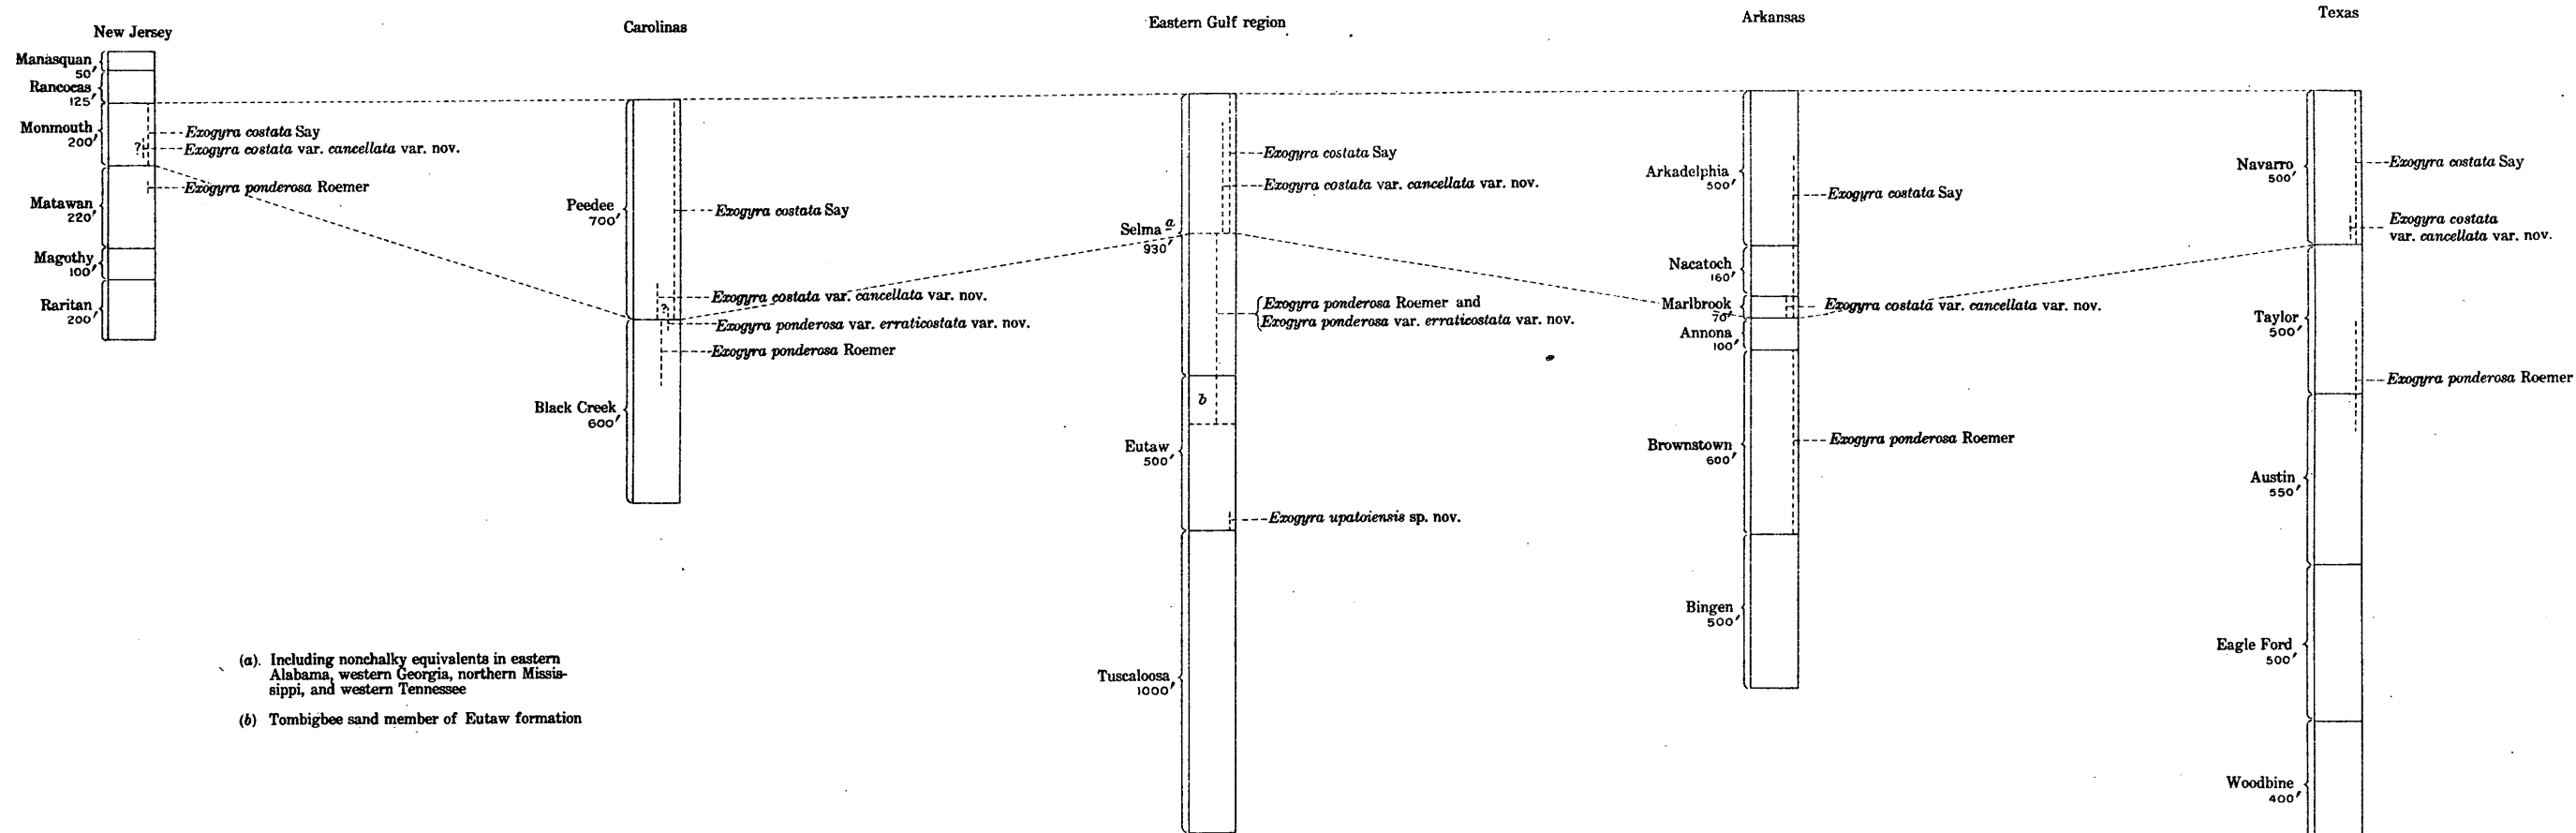 New Jersey
Manasquan
50′
Rancocas
125′
Monmouth
200′
Matawan
220′
Magothy
100′
Raritan
200′
Exogyra costata Say
?
Exogyra costata var. cancellata var. nov.
Exogyra ponderosa Roemer
Carolinas
Peedee
700′
Black Creek
600′
Exogyra costata Say
Exogyra costata var. cancellata var. nov.
?
Exogyra ponderosa var. erraticostata var. nov.
Exogyra ponderosa Roemer
Eastern Gulf region
Selma a
930′
b
Eutaw
500′
Tuscaloosa
1000′
Exogyra costata Say
Exogyra costata var. cancellata var. nov.
Exogyra ponderosa Roemer and
Exogyra ponderosa var. erraticostata var. nov.
Exogyra upatoiensis sp. nov.
Arkansas
Arkadelphia
500′
Nacatoch
160′
Marlbrook
70′
Annona
100′
Brownstown
600′
Bingen
500′
Exogyra costata Say
Exogyra costata var. cancellata var. nov.
Exogyra ponderosa Roemer
Texas
Navarro
500′
Taylor
500′
Austin
550′
Eagle Ford
500′
Woodbine
400′
Exogyra costata Say
Exogyra costata
var. cancellata var. nov.
Exogyra ponderosa Roemer
(a). Including nonchalky equivalents in eastern
Alabama, western Georgia, northern Missis-
sippi, and western Tennessee
(b) Tombigbee sand member of Eutaw formation